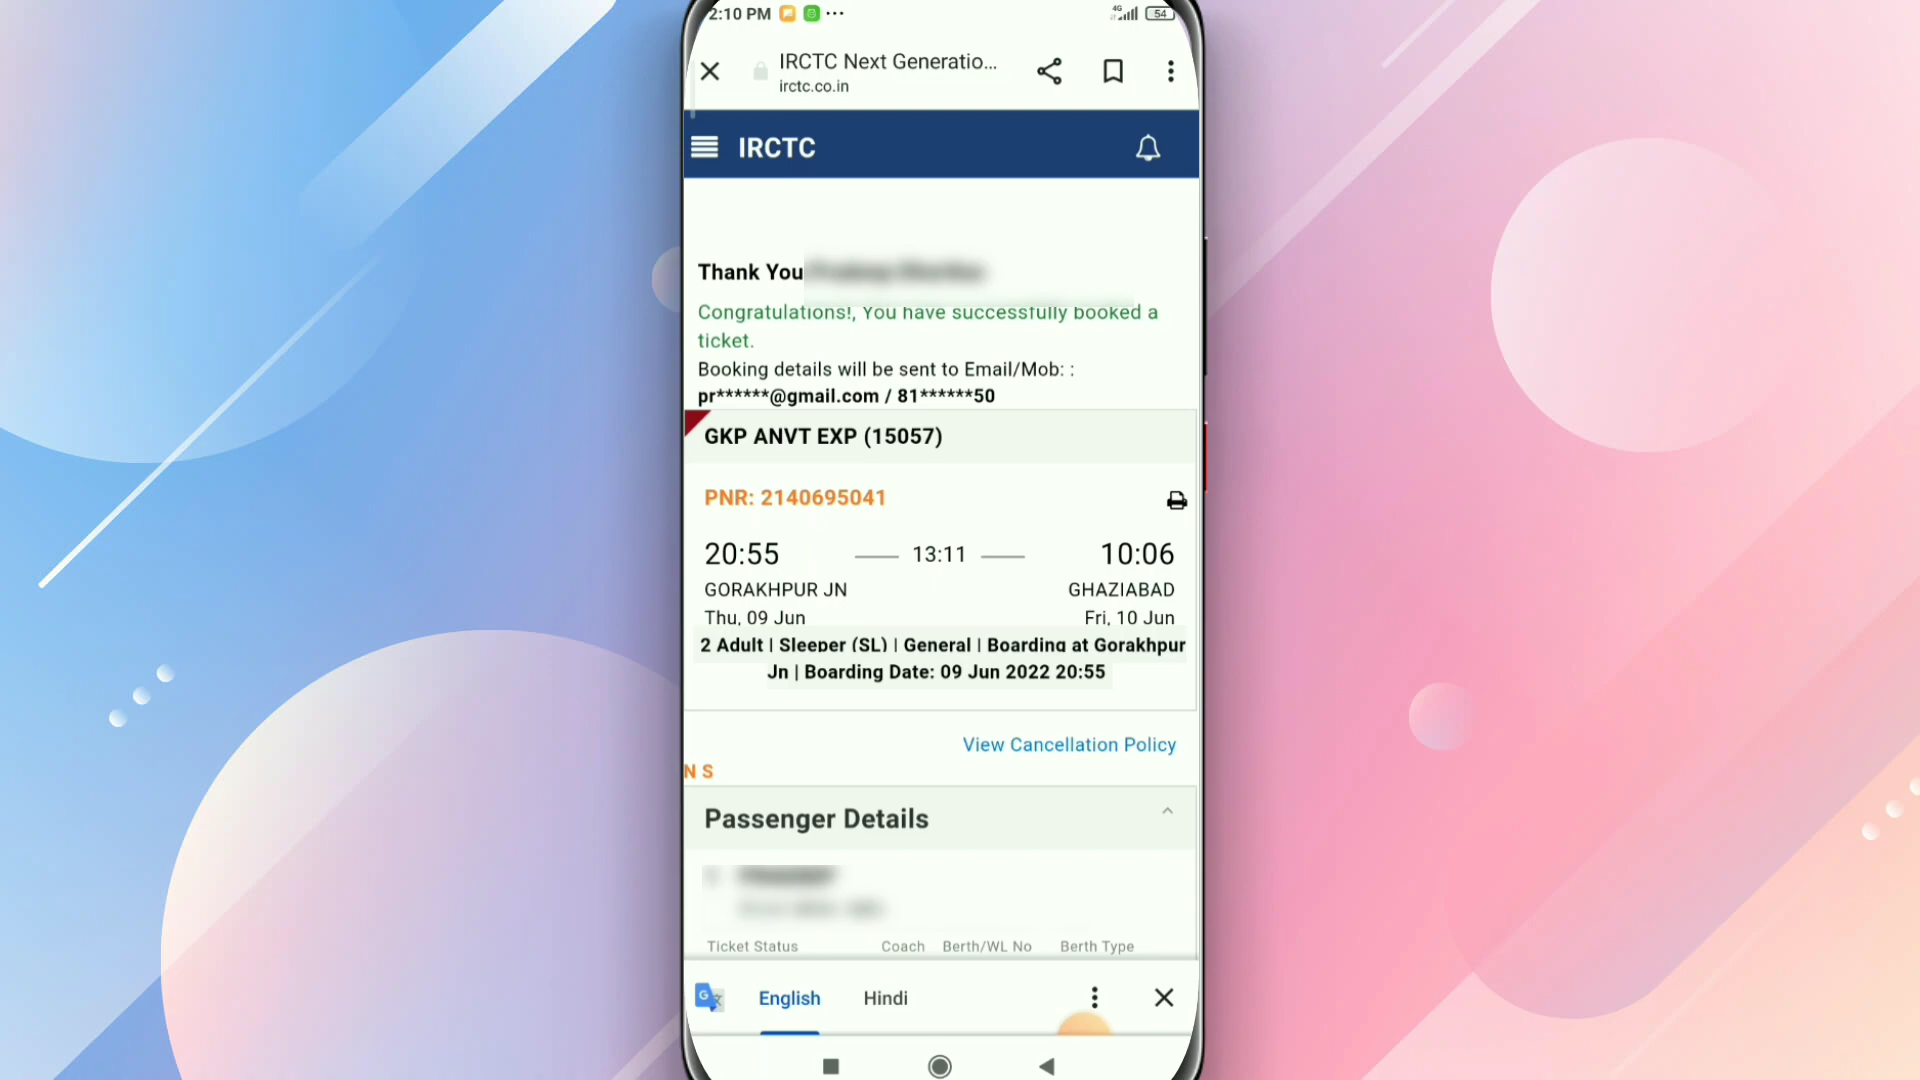 2:10 PM
4G
54
IRCTC Next Generatio...
irctc.co.in
IRCTC
Thank You
Congratulations!, You have successfully booked a
ticket.
Booking details will be sent to Email/Mob: :
pr******@gmail.com / 81******50
GKP ANVT EXP (15057)
PNR: 2140695041
20:55
13:11
10:06
GORAKHPUR JN
GHAZIABAD
Thu, 09 Jun
Fri, 10 Jun
2 Adult | Sleeper (SL) | General | Boarding at Gorakhpur
Jn | Boarding Date: 09 Jun 2022 20:55
View Cancellation Policy
N S
Passenger Details
Ticket Status Coach Berth/WL No Berth Type
English Hindi